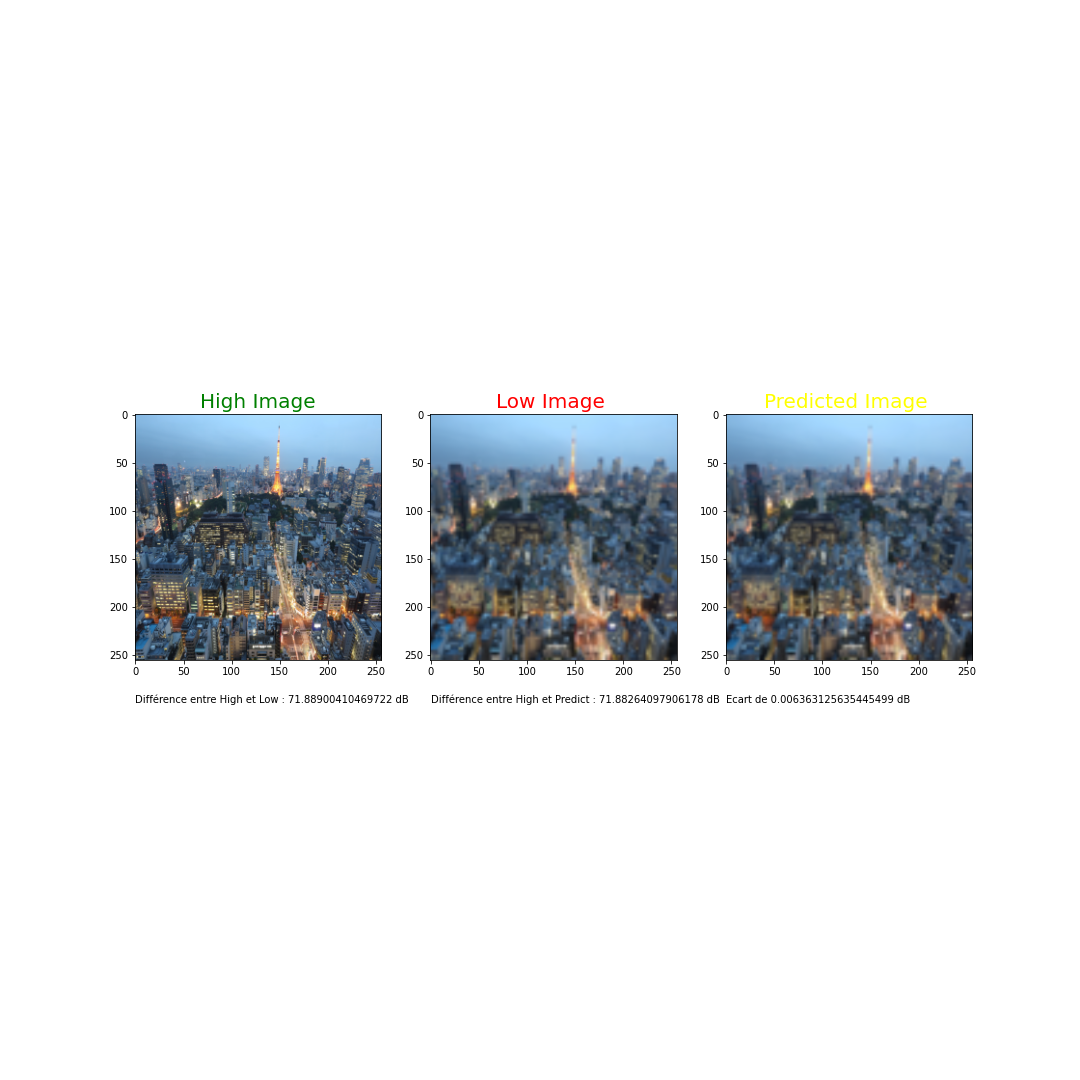 High Image
Low Image
Predicted Image
0
50
100
150
200
250
0 50 100 150 200 250
0
50
100
150
200
250
0 50 100 150 200 250
0
50
100
150
200
250
0 50 100 150 200 250
Différence entre High et Low : 71.88900410469722 dB
Différence entre High et Predict : 71.88264097906178 dB
Ecart de 0.006363125635445499 dB